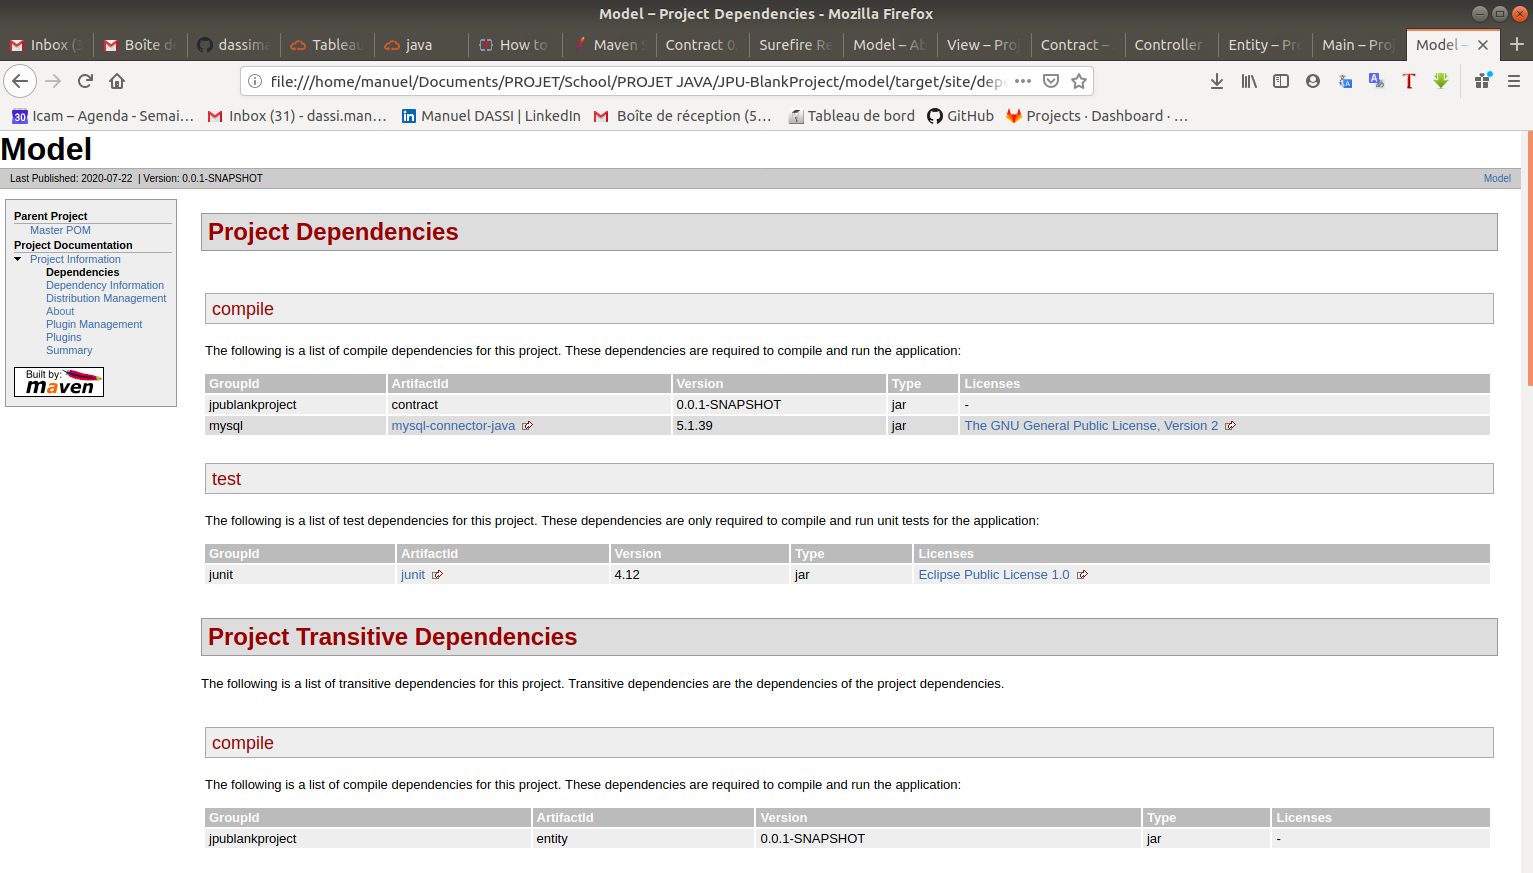 Model – Project Dependencies - Mozilla Firefox
Inbox (3
Boîte de
dassima
Tableau
java
How to
Maven S
Contract 0.
Surefire Re
Model – Ab
View – Proj
Contract –
Controller
Entity – Pro
Main – Proj
Model –
file:///home/manuel/Documents/PROJET/School/PROJET JAVA/JPU-BlankProject/model/target/site/depe
30 Icam – Agenda - Semai…
Inbox (31) - dassi.man…
Manuel DASSI | LinkedIn
Boîte de réception (5…
Tableau de bord
GitHub
Projects · Dashboard · …
Model
Last Published: 2020-07-22 | Version: 0.0.1-SNAPSHOT
Model
Parent Project
Master POM
Project Documentation
Project Information
Dependencies
Dependency Information
Distribution Management
About
Plugin Management
Plugins
Summary
Built by:
maven
Project Dependencies
compile
The following is a list of compile dependencies for this project. These dependencies are required to compile and run the application:
GroupId ArtifactId Version Type Licenses
jpublankproject contract 0.0.1-SNAPSHOT jar -
mysql mysql-connector-java 5.1.39 jar The GNU General Public License, Version 2
test
The following is a list of test dependencies for this project. These dependencies are only required to compile and run unit tests for the application:
GroupId ArtifactId Version Type Licenses
junit junit 4.12 jar Eclipse Public License 1.0
Project Transitive Dependencies
The following is a list of transitive dependencies for this project. Transitive dependencies are the dependencies of the project dependencies.
compile
The following is a list of compile dependencies for this project. These dependencies are required to compile and run the application:
GroupId ArtifactId Version Type Licenses
jpublankproject entity 0.0.1-SNAPSHOT jar -